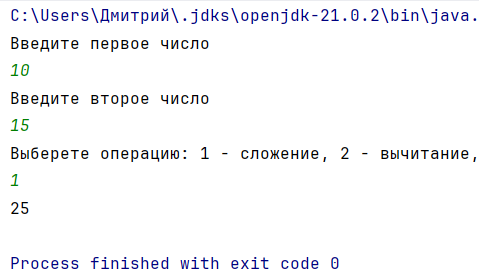 C:\Users\Дмитрий\.jdks\openjdk-21.0.2\bin\java.
Введите первое число
10
Введите второе число
15
Выберете операцию: 1 - сложение, 2 - вычитание,
1
25
Process finished with exit code 0